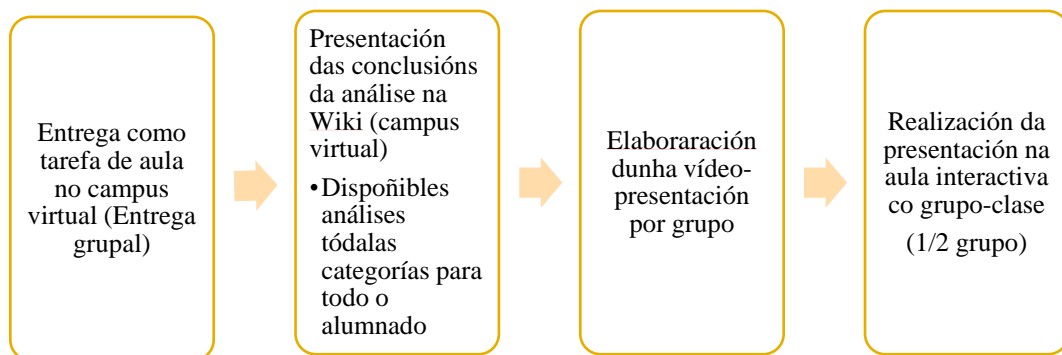 Entrega como
tarefa de aula
no campus
virtual (Entrega
grupal)
Presentación
das conclusións
da análise na
Wiki (campus
virtual)
•Dispoñibles
análises
tódalas
categorías para
todo o
alumnado
Elaboraración
dunha vídeo-
presentación
por grupo
Realización da
presentación na
aula interactiva
co grupo-clase
(1/2 grupo)